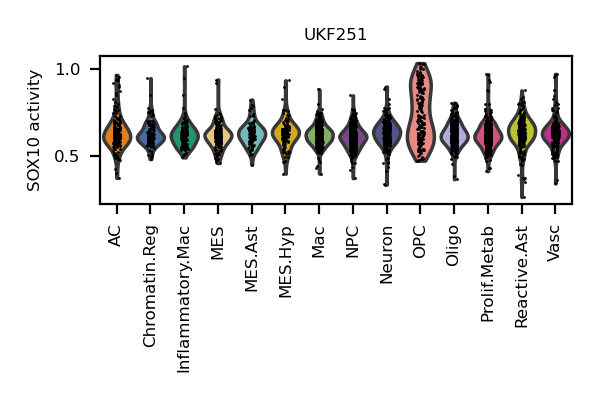 UKF251
SOX10 activity
1.0
0.5
AC
Chromatin.Reg
Inflammatory.Mac
MES
MES.Ast
MES.Hyp
Mac
NPC
Neuron
OPC
Oligo
Prolif.Metab
Reactive.Ast
Vasc